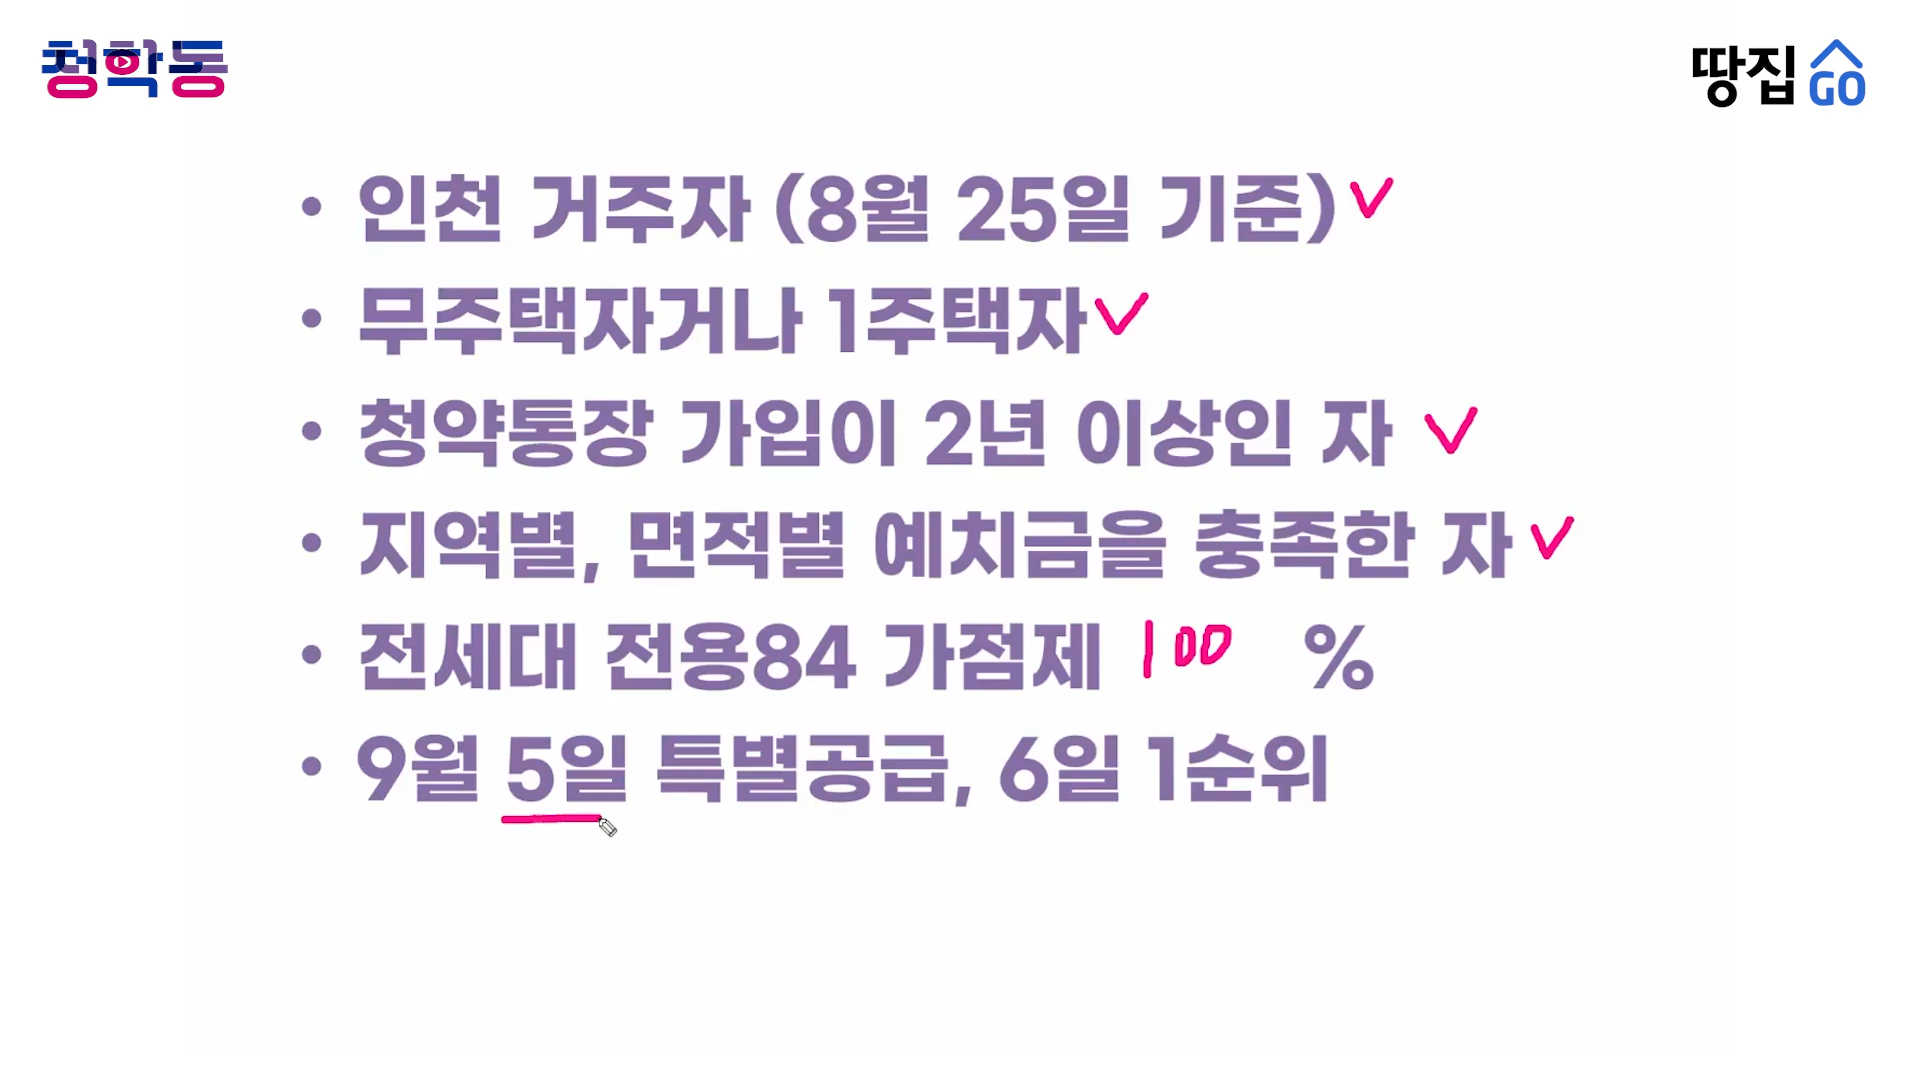 청학동
땅집GO
• 인천 거주자 (8월 25일 기준)
• 무주택자거나 1주택자
• 청약통장 가입이 2년 이상인 자
• 지역별, 면적별 예치금을 충족한 자
• 전세대 전용84 가점제 100 %
• 9월 5일 특별공급, 6일 1순위